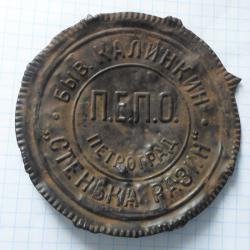 БЫВ. КАЛИНКИН
П.Е.П.О.
ПЕТРОГРАД
"СТЕНЬКА РАЗИН"